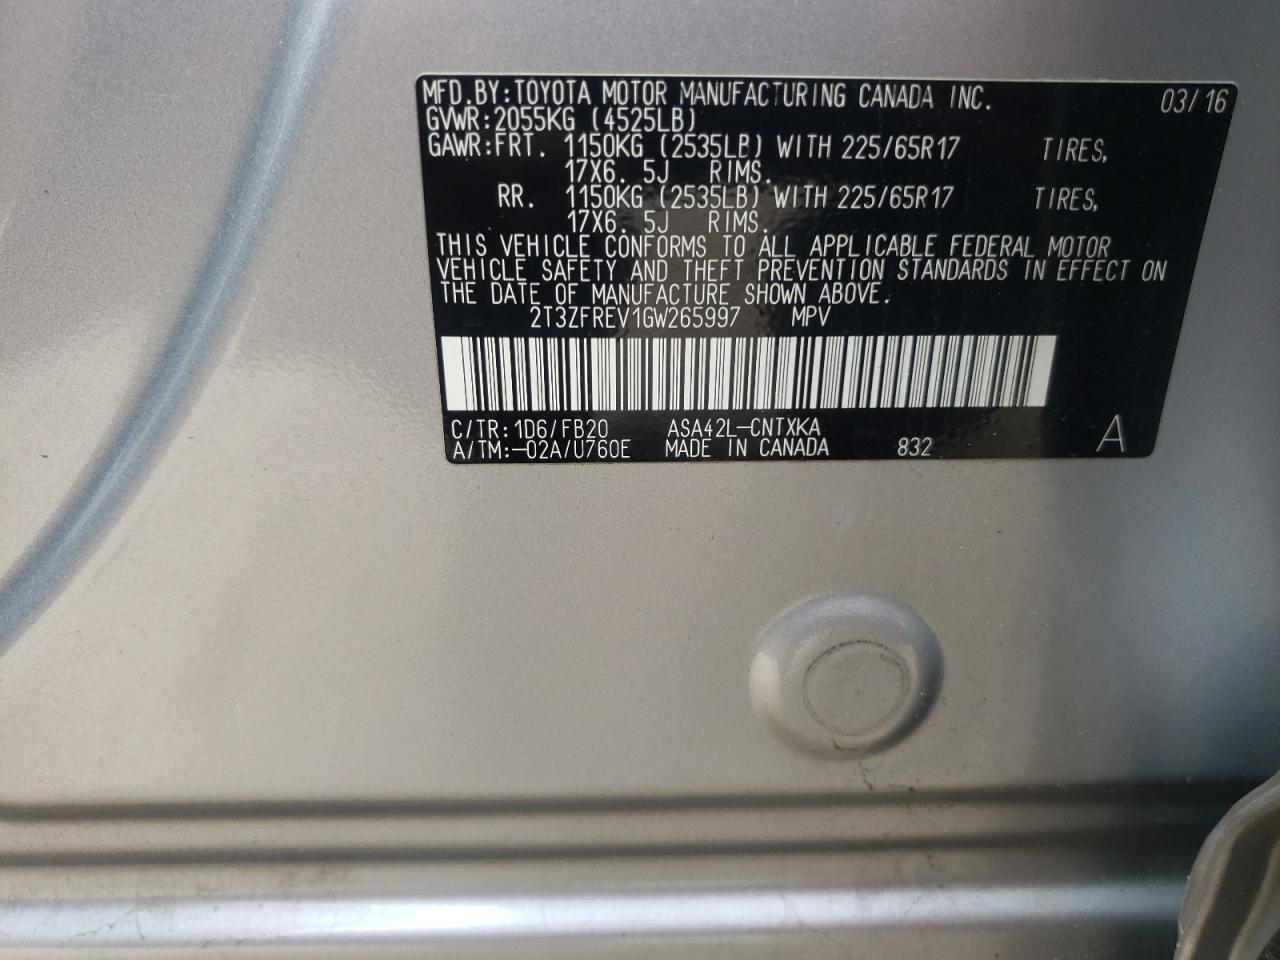 MFD.BY:TOYOTA MOTOR MANUFACTURING CANADA INC. 03/16
GVWR:2055KG (4525LB)
GAWR:FRT. 1150KG (2535LB) WITH 225/65R17 TIRES,
17X6.5J RIMS.
RR. 1150KG (2535LB) WITH 225/65R17 TIRES,
17X6.5J RIMS.
THIS VEHICLE CONFORMS TO ALL APPLICABLE FEDERAL MOTOR
VEHICLE SAFETY AND THEFT PREVENTION STANDARDS IN EFFECT ON
THE DATE OF MANUFACTURE SHOWN ABOVE.
2T3ZFREV1GW265997 MPV
C/TR:1D6/FB20 ASA42L-CNTXKA
A/TM:-02A/U760E MADE IN CANADA 832 A